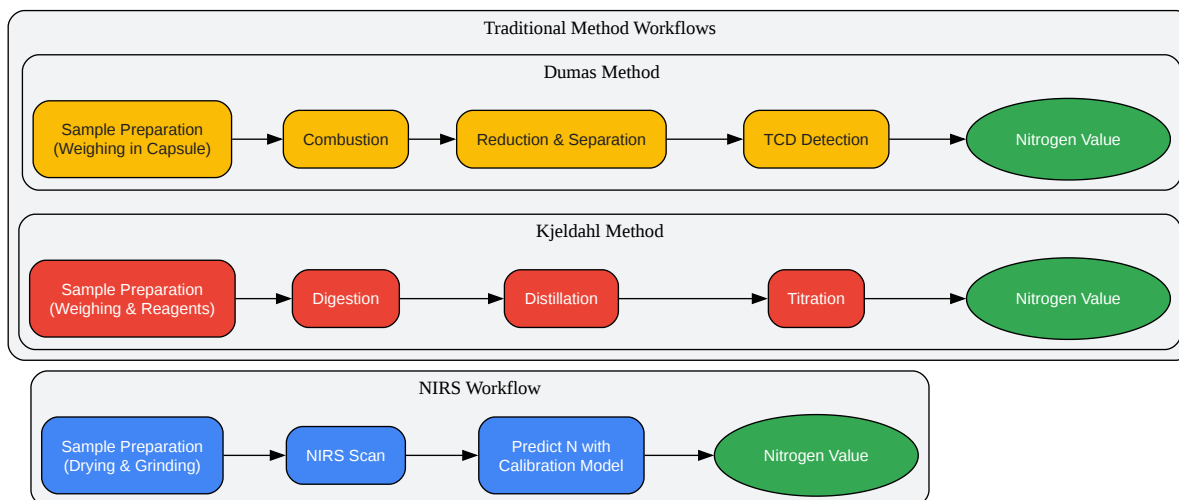 Traditional Method Workflows
Dumas Method
Sample Preparation
(Weighing in Capsule)
Combustion
Reduction & Separation
TCD Detection
Nitrogen Value
Kjeldahl Method
Sample Preparation
(Weighing & Reagents)
Digestion
Distillation
Titration
Nitrogen Value
NIRS Workflow
Sample Preparation
(Drying & Grinding)
NIRS Scan
Predict N with
Calibration Model
Nitrogen Value